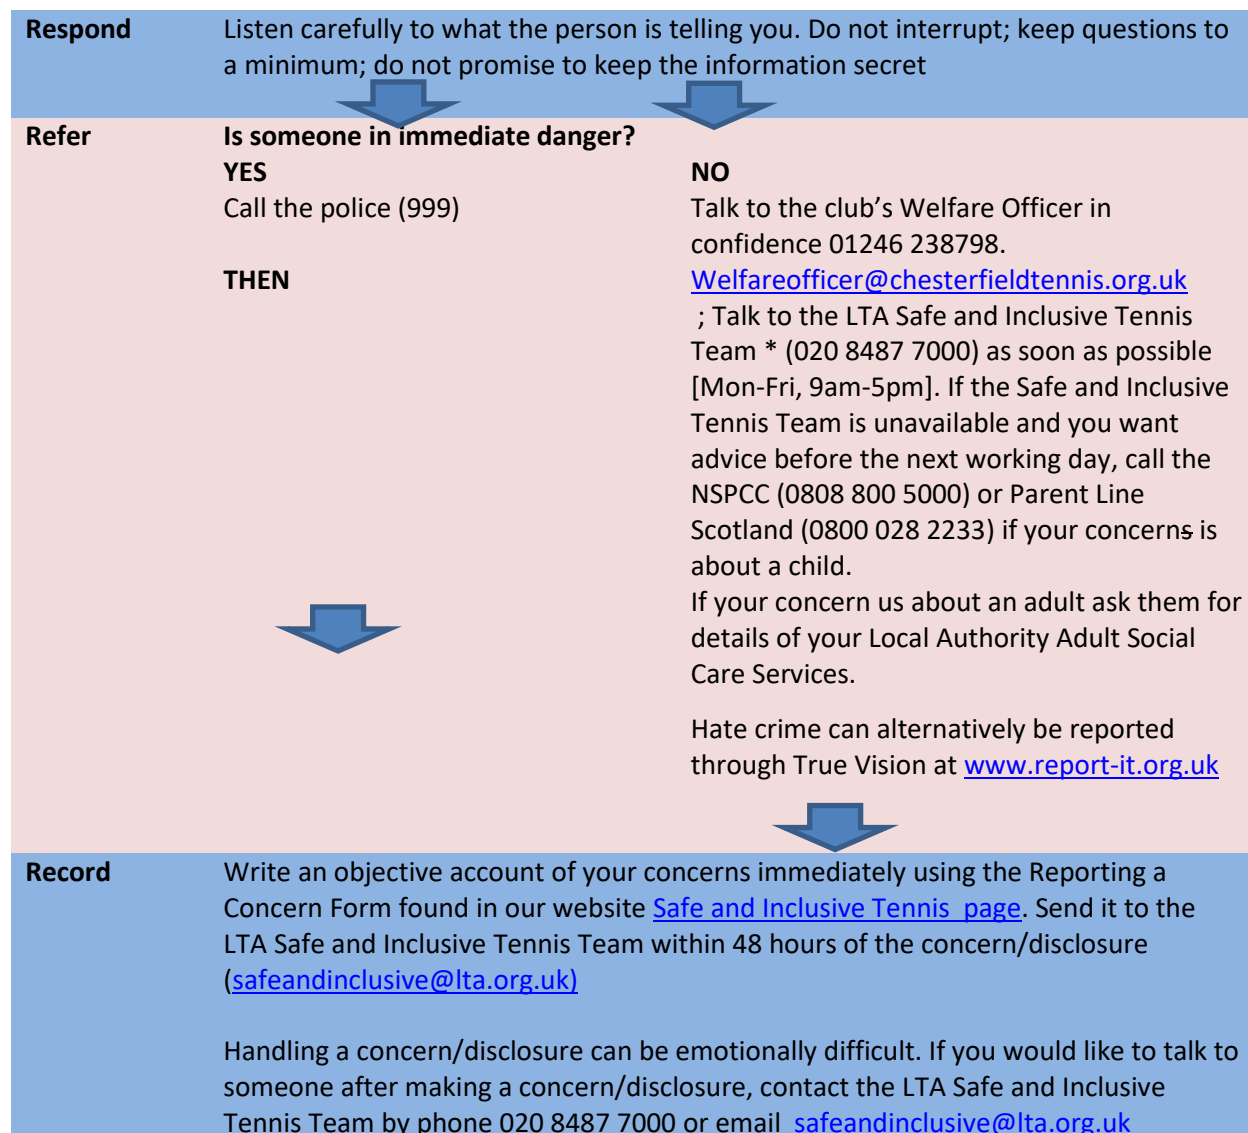 Respond
Listen carefully to what the person is telling you. Do not interrupt; keep questions to
a minimum; do not promise to keep the information secret
Refer
Is someone in immediate danger?
YES
Call the police (999)
THEN
NO
Talk to the club’s Welfare Officer in
confidence 01246 238798.
Welfareofficer@chesterfieldtennis.org.uk
; Talk to the LTA Safe and Inclusive Tennis
Team * (020 8487 7000) as soon as possible
[Mon-Fri, 9am-5pm]. If the Safe and Inclusive
Tennis Team is unavailable and you want
advice before the next working day, call the
NSPCC (0808 800 5000) or Parent Line
Scotland (0800 028 2233) if your concerns is
about a child.
If your concern us about an adult ask them for
details of your Local Authority Adult Social
Care Services.
Hate crime can alternatively be reported
through True Vision at www.report-it.org.uk
Record
Write an objective account of your concerns immediately using the Reporting a
Concern Form found in our website Safe and Inclusive Tennis  page. Send it to the
LTA Safe and Inclusive Tennis Team within 48 hours of the concern/disclosure
(safeandinclusive@lta.org.uk)
Handling a concern/disclosure can be emotionally difficult. If you would like to talk to
someone after making a concern/disclosure, contact the LTA Safe and Inclusive
Tennis Team by phone 020 8487 7000 or email  safeandinclusive@lta.org.uk